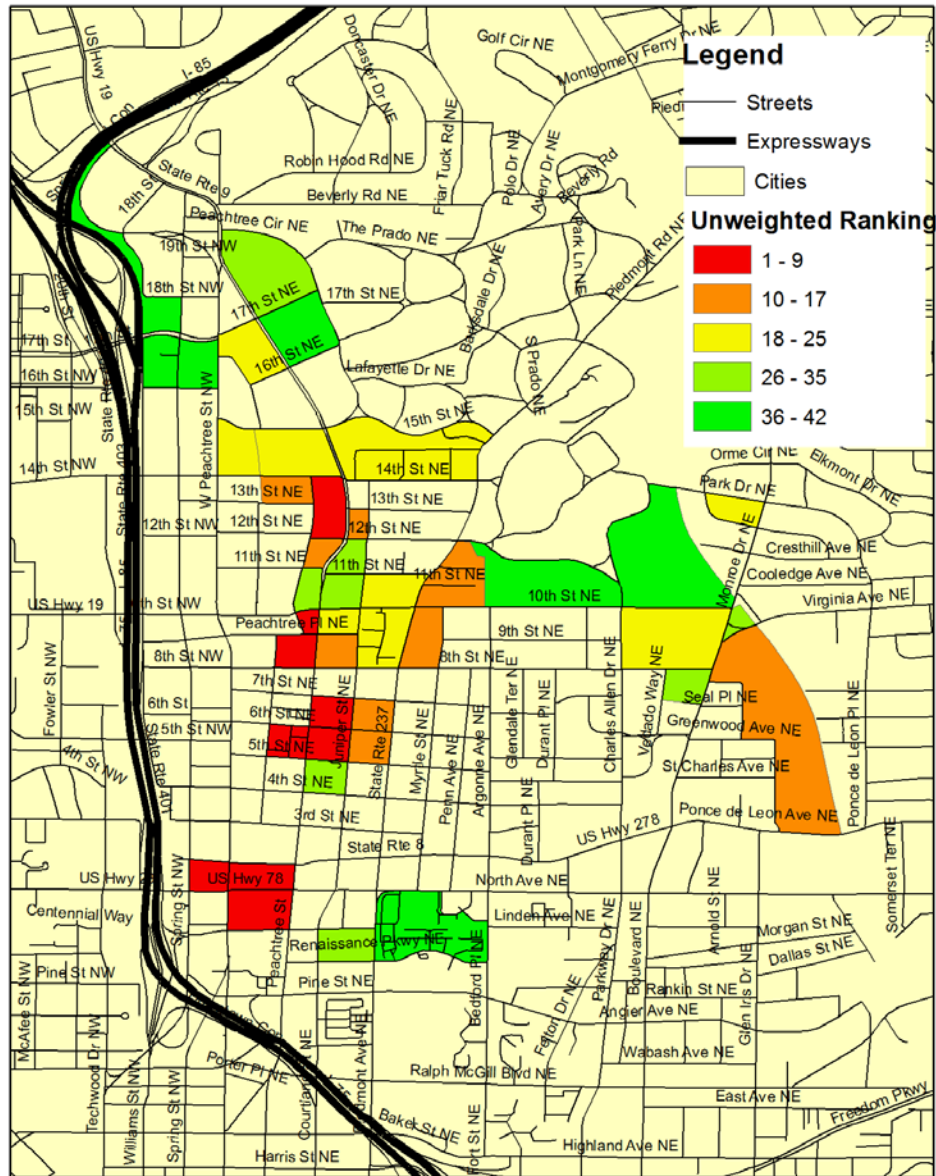 US Hwy 19
I-85
Doncaster Dr NE
Golf Cir NE
Montgomery Ferry Dr NE
Legend
Streets
Expressways
Cities
Unweighted Ranking
1 - 9
10 - 17
18 - 25
26 - 35
36 - 42
Robin Hood Rd NE
Friar Tuck Rd NE
Polo Dr NE
Avery Dr NE
Beverly Rd
18th St
State Rte 9
Beverly Rd NE
Peachtree Cir NE
The Prado NE
Park Ln NE
Piedmont Rd NE
19th St NW
Barksdale Dr NE
20th St
18th St NW
17th St NE
17th St NE
17th St
16th St NE
S Prado NE
16th St NW
Lafayette Dr NE
15th St NW
State Rte 403
W Peachtree St NW
15th St NE
14th St NW
14th St NE
Orme Cir NE
Elkmont Dr NE
Park Dr NE
13th St NE
13th St NE
12th St NW
12th St NE
12th St NE
Monroe Dr NE
Cresthill Ave NE
11th St NE
11th St NE
11th St NE
Cooledge Ave NE
US Hwy 19
10th St NE
Virginia Ave NE
Peachtree Pl NE
9th St NE
8th St NW
8th St NE
Fowler St NW
7th St NE
Glendale Ter NE
Durant Pl NE
Charles Allen Dr NE
Vedado Way NE
Seal Pl NE
6th St
6th St NE
Juniper St NE
State Rte 237
Myrtle St NE
Penn Ave NE
Argonne Ave NE
Greenwood Ave NE
Ponce de Leon Pl NE
5th St NW
5th St NE
4th St NW
State Rte 401
4th St NE
St Charles Ave NE
3rd St NE
Durant Pl NE
Ponce de Leon Ave NE
State Rte 8
US Hwy 278
US Hwy 78
North Ave NE
Somerset Ter NE
Centennial Way
Spring St NW
Peachtree St
Linden Ave NE
Arnold St NE
Morgan St NE
Renaissance Pkwy NE
Dallas St NE
Pine St NW
Pine St NE
Bedford Pl NE
Parkway Dr NE
Boulevard NE
Rankin St NE
Glen Iris Dr NE
McAfee St NW
Felton Dr NE
Angier Ave NE
Techwood Dr NW
Wabash Ave NE
Porter Pl NE
Ralph McGill Blvd NE
Williams St NW
Spring St NW
East Ave NE
Freedom Pkwy
Baker St NE
Fort St NE
Harris St NE
Highland Ave NE